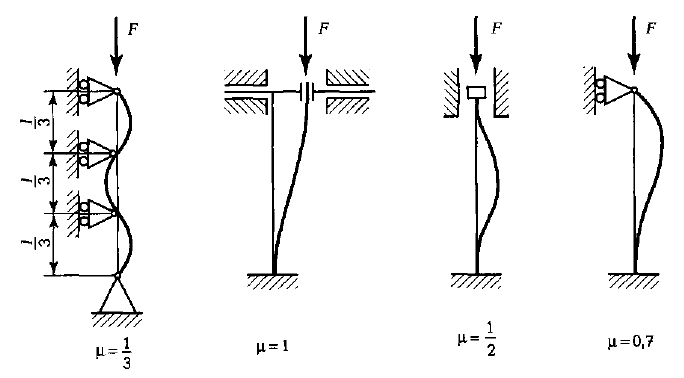 F
F
F
F
l/3
l/3
l/3
μ = 1/3
μ = 1
μ = 1/2
μ = 0,7